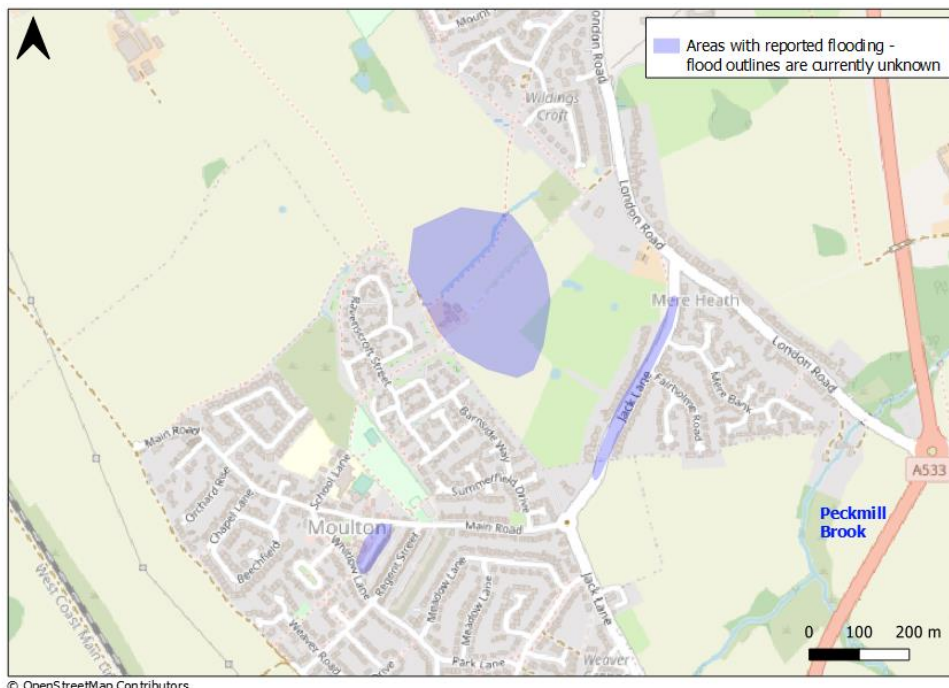 Areas with reported flooding -
flood outlines are currently unknown
London Road
Wildings
Croft
London Road
Mere Heath
London Road
Ravenscroft Street
Jack Lane
Fairholme Road
Mere Bank
Barnside Way
Main Road
Orchard Rise
Chapel Lane
School Lane
Summerfield Drive
A533
Moulton
Main Road
Peckmill
Brook
Beechfield
Whitlow Lane
Regent Street
Meadow Lane
Meadow Lane
Jack Lane
West Coast Main
Weaver Road
Drive
Park Lane
Weaver
0 100 200 m
© OpenStreetMap Contributors